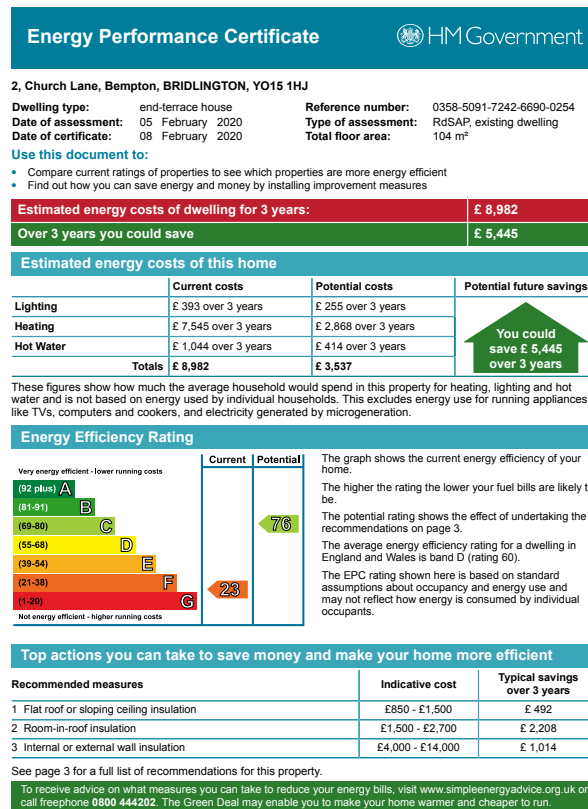 Energy Performance Certificate
HM Government
2, Church Lane, Bempton, BRIDLINGTON, YO15 1HJ
Dwelling type: end-terrace house
Date of assessment: 05 February 2020
Date of certificate: 08 February 2020
Reference number: 0358-5091-7242-6690-0254
Type of assessment: RdSAP, existing dwelling
Total floor area: 104 m²
Use this document to:
• Compare current ratings of properties to see which properties are more energy efficient
• Find out how you can save energy and money by installing improvement measures
Estimated energy costs of dwelling for 3 years: £ 8,982
Over 3 years you could save £ 5,445
Estimated energy costs of this home
Current costs Potential costs Potential future savings
Lighting £ 393 over 3 years £ 255 over 3 years
Heating £ 7,545 over 3 years £ 2,868 over 3 years
Hot Water £ 1,044 over 3 years £ 414 over 3 years
Totals £ 8,982 £ 3,537
You could
save £ 5,445
over 3 years
These figures show how much the average household would spend in this property for heating, lighting and hot
water and is not based on energy used by individual households. This excludes energy use for running appliances
like TVs, computers and cookers, and electricity generated by microgeneration.
Energy Efficiency Rating
Current Potential
Very energy efficient - lower running costs
(92 plus) A
(81-91) B
(69-80) C
(55-68) D
(39-54) E
(21-38) F
(1-20) G
Not energy efficient - higher running costs
23
76
The graph shows the current energy efficiency of your
home.
The higher the rating the lower your fuel bills are likely t
be.
The potential rating shows the effect of undertaking the
recommendations on page 3.
The average energy efficiency rating for a dwelling in
England and Wales is band D (rating 60).
The EPC rating shown here is based on standard
assumptions about occupancy and energy use and
may not reflect how energy is consumed by individual
occupants.
Top actions you can take to save money and make your home more efficient
Recommended measures Indicative cost Typical savings
over 3 years
1 Flat roof or sloping ceiling insulation £850 - £1,500 £ 492
2 Room-in-roof insulation £1,500 - £2,700 £ 2,208
3 Internal or external wall insulation £4,000 - £14,000 £ 1,014
See page 3 for a full list of recommendations for this property.
To receive advice on what measures you can take to reduce your energy bills, visit www.simpleenergyadvice.org.uk or
call freephone 0800 444202. The Green Deal may enable you to make your home warmer and cheaper to run.